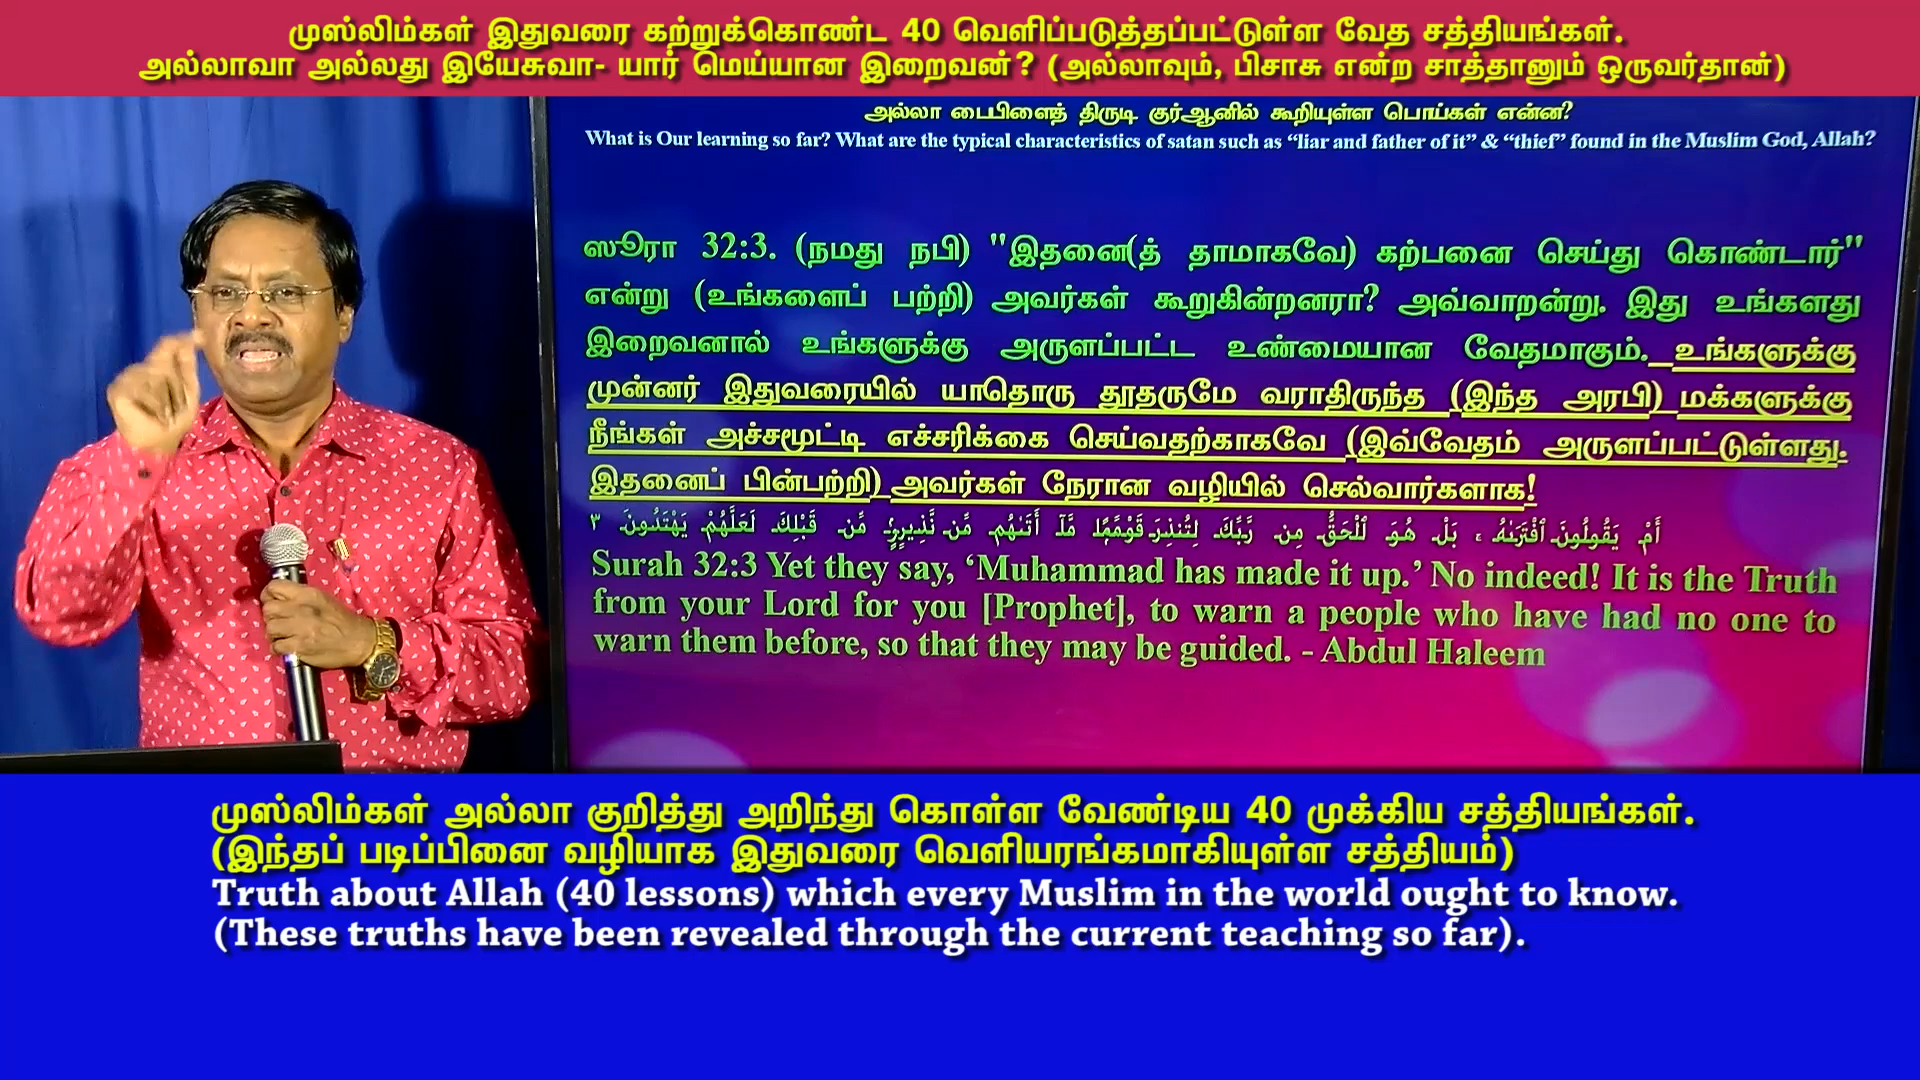 முஸ்லிம்கள் இதுவரை கற்றுக்கொண்ட 40 வெளிப்படுத்தப்பட்டுள்ள வேத சத்தியங்கள்.
அல்லாவா அல்லது இயேசுவா- யார் மெய்யான இறைவன்? (அல்லாவும், பிசாசு என்ற சாத்தானும் ஒருவர்தான்)
அல்லா பைபிளைத் திருடி குர்ஆனில் கூறியுள்ள பொய்கள் என்ன?
What is Our learning so far? What are the typical characteristics of satan such as “liar and father of it” & “thief” found in the Muslim God, Allah?
ஸூரா 32:3. (நமது நபி) "இதனை(த் தாமாகவே) கற்பனை செய்து கொண்டார்"
என்று (உங்களைப் பற்றி) அவர்கள் கூறுகின்றனரா? அவ்வாறன்று. இது உங்களது
இறைவனால் உங்களுக்கு அருளப்பட்ட உண்மையான வேதமாகும். உங்களுக்கு
முன்னர் இதுவரையில் யாதொரு தூதருமே வராதிருந்த (இந்த அரபி) மக்களுக்கு
நீங்கள் அச்சமூட்டி எச்சரிக்கை செய்வதற்காகவே (இவ்வேதம் அருளப்பட்டுள்ளது.
இதனைப் பின்பற்றி) அவர்கள் நேரான வழியில் செல்வார்களாக!
أَمْ يَقُولُونَ ٱفْتَرَىٰهُ ۚ بَلْ هُوَ ٱلْحَقُّ مِن رَّبِّكَ لِتُنذِرَ قَوْمًا مَّآ أَتَىٰهُم مِّن نَّذِيرٍ مِّن قَبْلِكَ لَعَلَّهُمْ يَهْتَدُونَ ٣
Surah 32:3 Yet they say, ‘Muhammad has made it up.’ No indeed! It is the Truth
from your Lord for you [Prophet], to warn a people who have had no one to
warn them before, so that they may be guided. - Abdul Haleem
முஸ்லிம்கள் அல்லா குறித்து அறிந்து கொள்ள வேண்டிய 40 முக்கிய சத்தியங்கள்.
(இந்தப் படிப்பினை வழியாக இதுவரை வெளியரங்கமாகியுள்ள சத்தியம்)
Truth about Allah (40 lessons) which every Muslim in the world ought to know.
(These truths have been revealed through the current teaching so far).